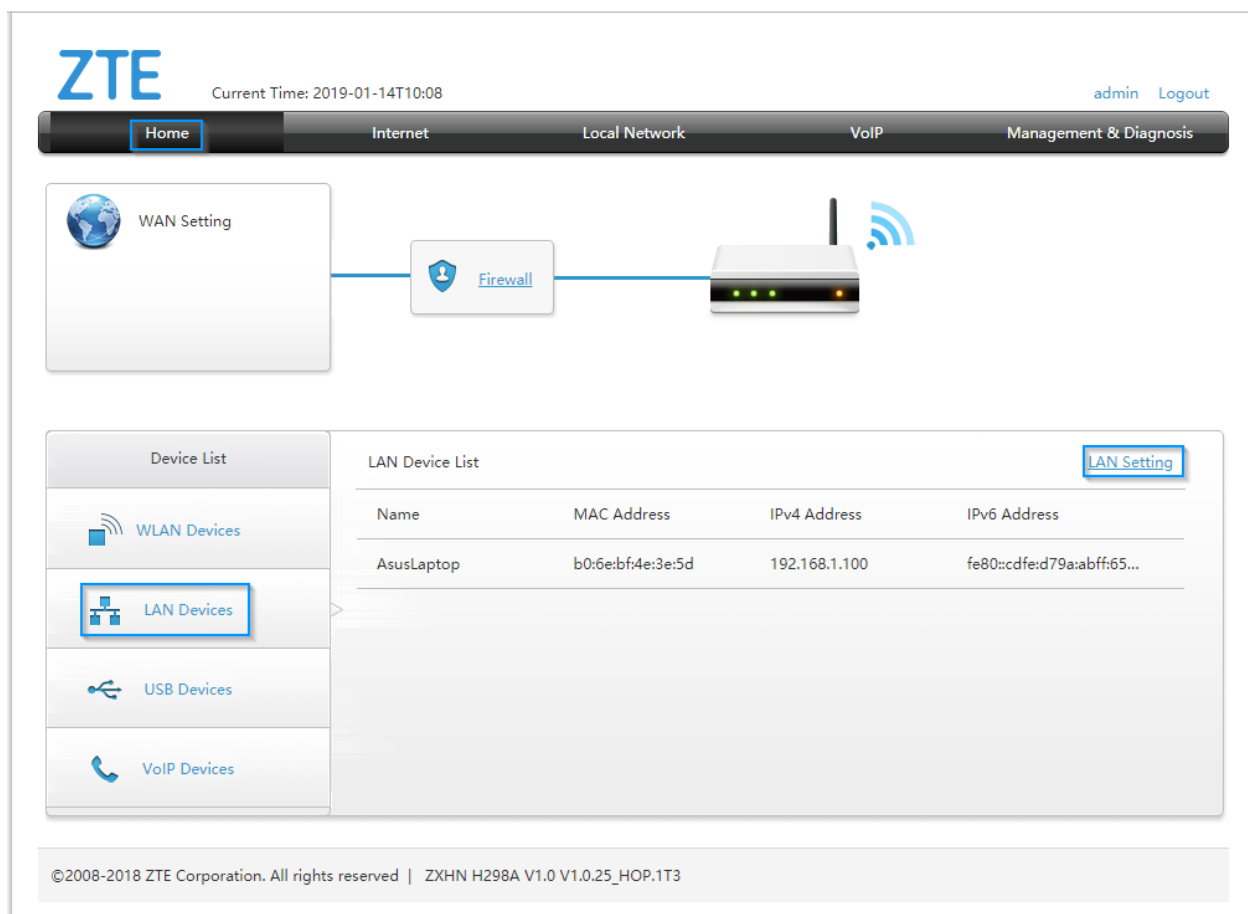 ZTE
Current Time: 2019-01-14T10:08
admin Logout
Home Internet Local Network VoIP Management & Diagnosis
WAN Setting
Firewall
Device List
WLAN Devices
LAN Devices
USB Devices
VoIP Devices
LAN Device List LAN Setting
Name MAC Address IPv4 Address IPv6 Address
AsusLaptop b0:6e:bf:4e:3e:5d 192.168.1.100 fe80::cdfe:d79a:abff:65...
©2008-2018 ZTE Corporation. All rights reserved | ZXHN H298A V1.0 V1.0.25_HOP.1T3